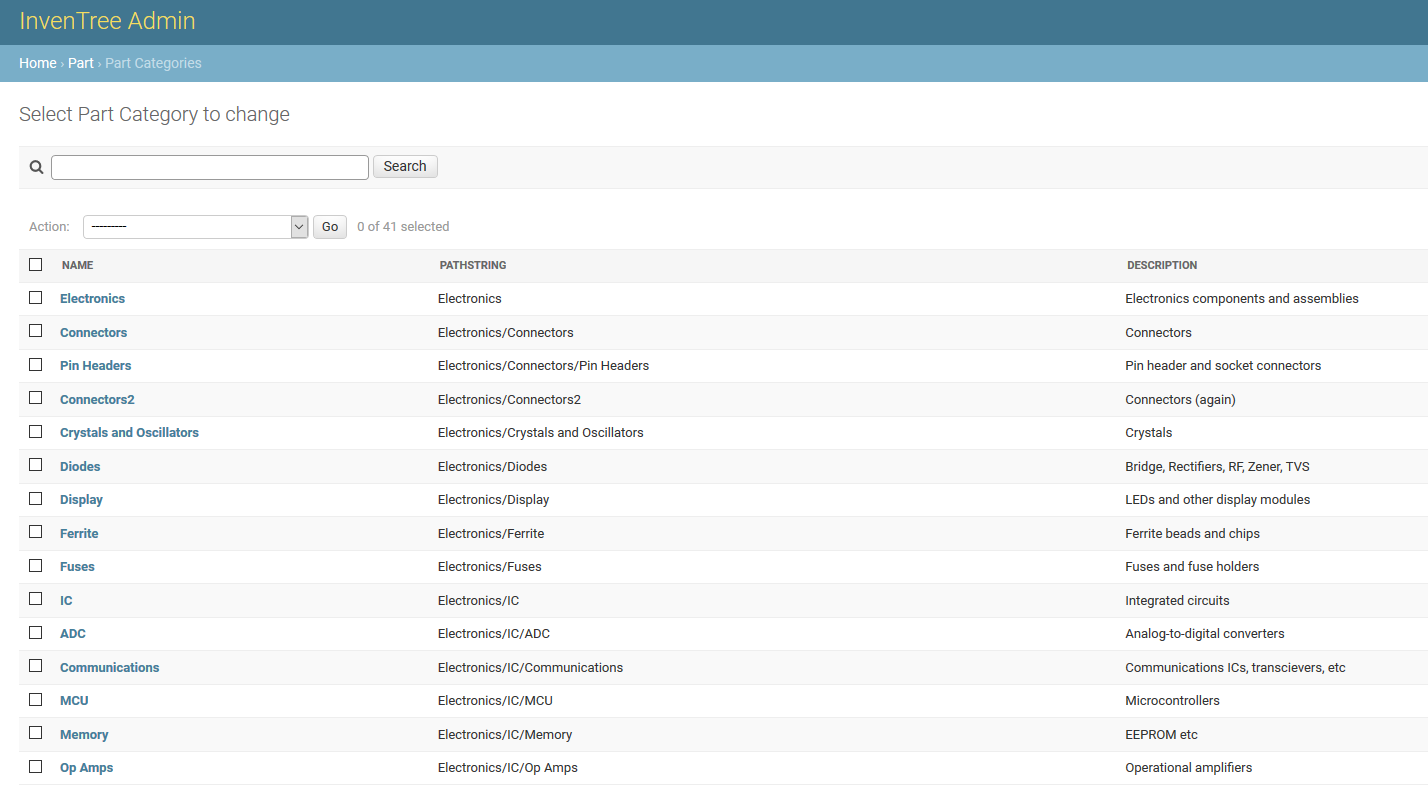 InvenTree Admin
Home › Part › Part Categories
Select Part Category to change
Search
Action: --------- Go 0 of 41 selected
NAME PATHSTRING DESCRIPTION
Electronics Electronics Electronics components and assemblies
Connectors Electronics/Connectors Connectors
Pin Headers Electronics/Connectors/Pin Headers Pin header and socket connectors
Connectors2 Electronics/Connectors2 Connectors (again)
Crystals and Oscillators Electronics/Crystals and Oscillators Crystals
Diodes Electronics/Diodes Bridge, Rectifiers, RF, Zener, TVS
Display Electronics/Display LEDs and other display modules
Ferrite Electronics/Ferrite Ferrite beads and chips
Fuses Electronics/Fuses Fuses and fuse holders
IC Electronics/IC Integrated circuits
ADC Electronics/IC/ADC Analog-to-digital converters
Communications Electronics/IC/Communications Communications ICs, transcievers, etc
MCU Electronics/IC/MCU Microcontrollers
Memory Electronics/IC/Memory EEPROM etc
Op Amps Electronics/IC/Op Amps Operational amplifiers